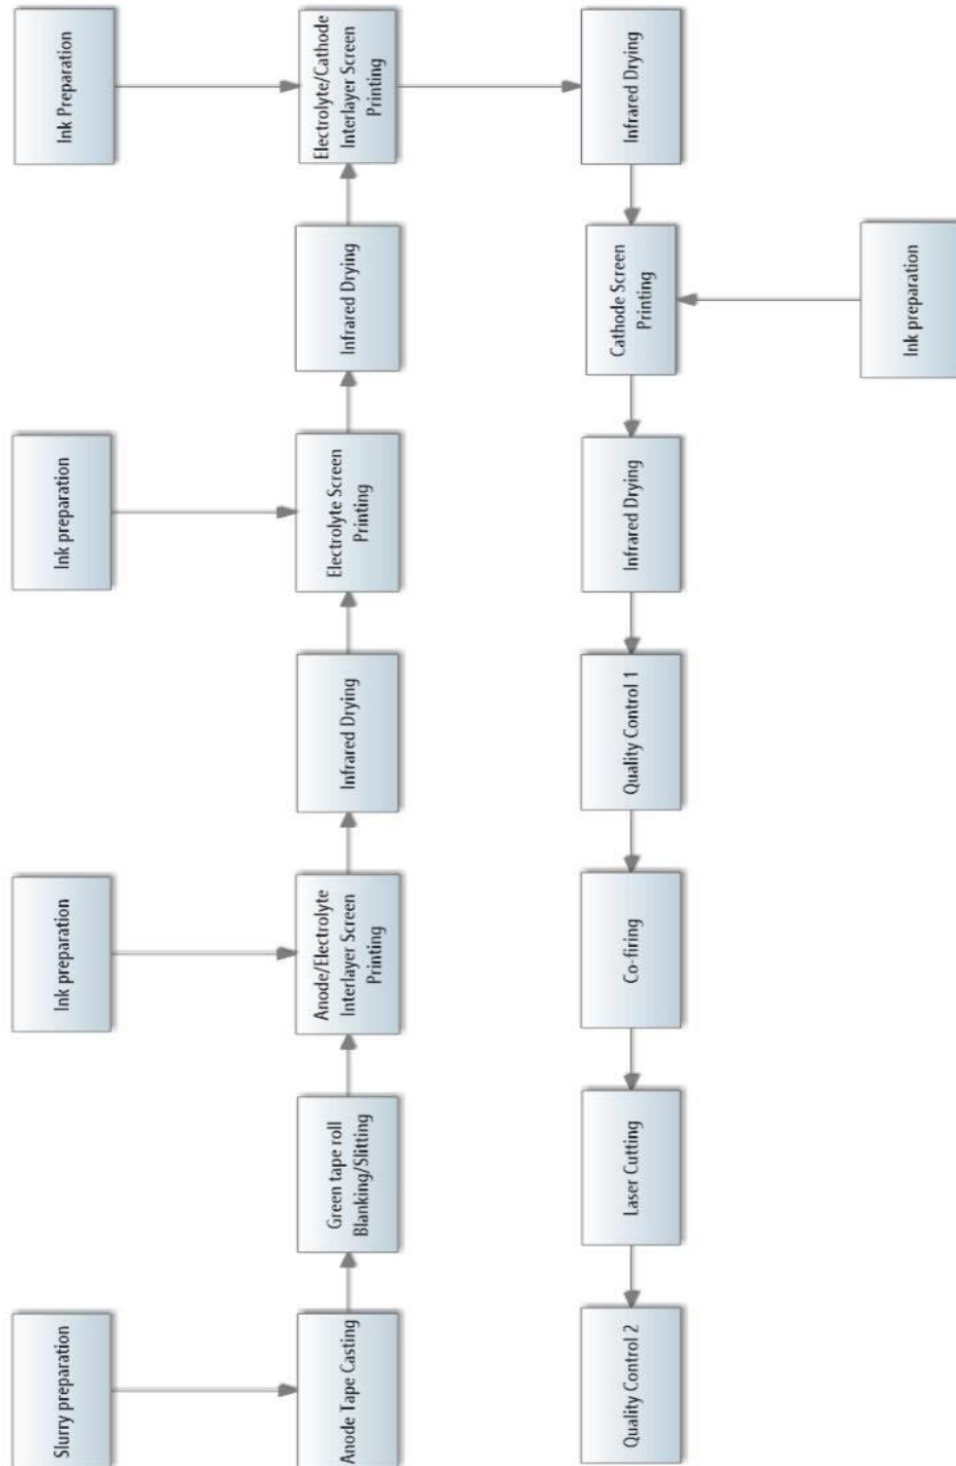 Slurry preparation
Ink preparation
Ink preparation
Ink Preparation
Anode Tape Casting
Green tape roll
Blanking/Slitting
Anode/Electrolyte
Interlayer Screen
Printing
Infrared Drying
Electrolyte Screen
Printing
Infrared Drying
Electrolyte/Cathode
Interlayer Screen
Printing
Quality Control 2
Laser Cutting
Co-firing
Quality Control 1
Infrared Drying
Cathode Screen
Printing
Infrared Drying
Ink preparation